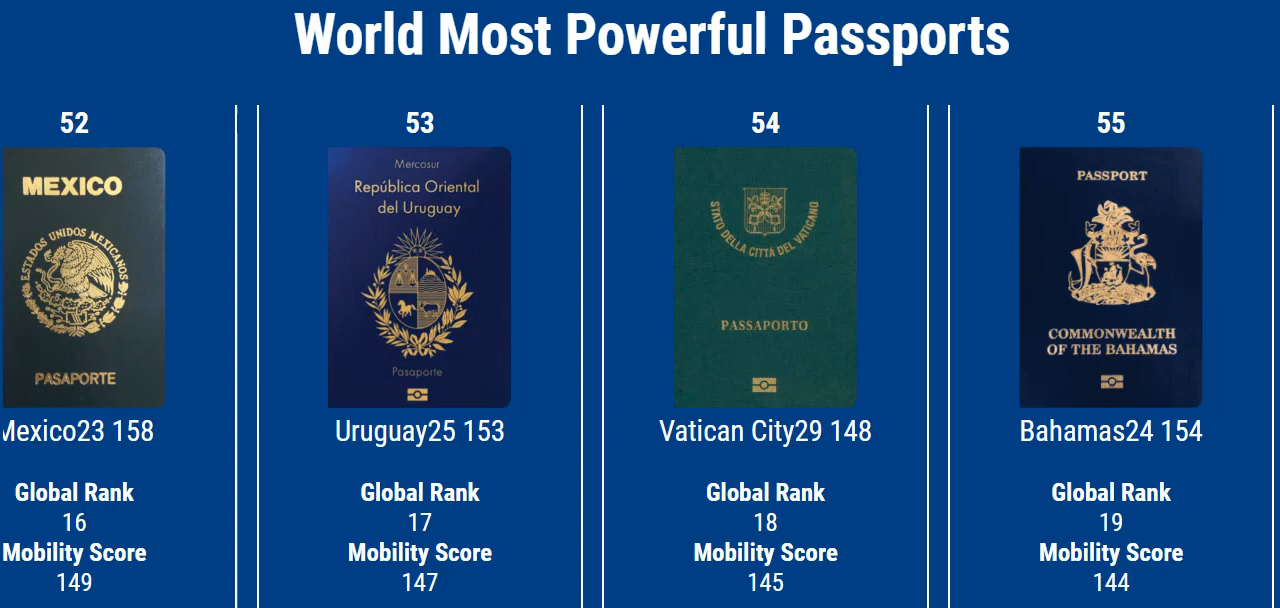 World Most Powerful Passports
52
MEXICO
ESTADOS UNIDOS MEXICANOS
PASAPORTE
Mexico23 158
Global Rank
16
Mobility Score
149
53
Mercosur
República Oriental
del Uruguay
Pasaporte
Uruguay25 153
Global Rank
17
Mobility Score
147
54
STATO DELLA CITTÀ DEL VATICANO
PASSAPORTO
Vatican City29 148
Global Rank
18
Mobility Score
145
55
PASSPORT
COMMONWEALTH
OF THE BAHAMAS
Bahamas24 154
Global Rank
19
Mobility Score
144